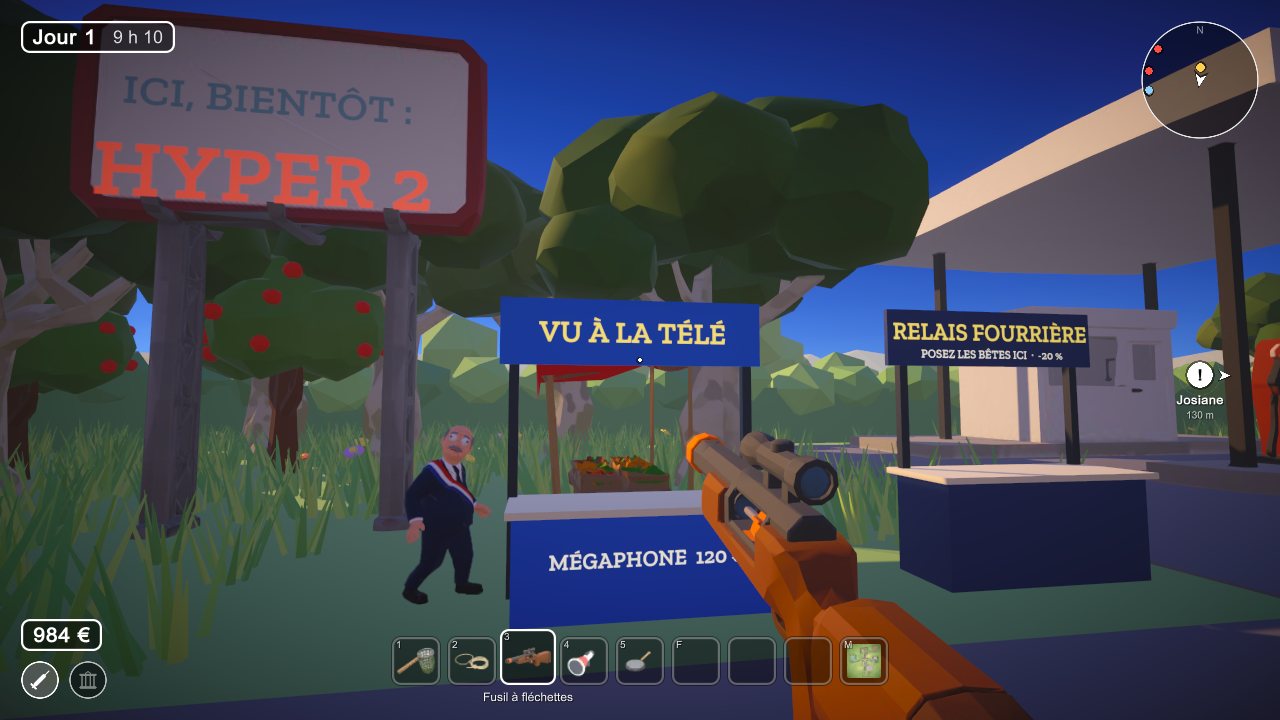 Jour 1 9 h 10
ICI, BIENTÔT :
HYPER 2
N
VU À LA TÉLÉ
RELAIS FOURRIÈRE
POSEZ LES BÊTES ICI · -20 %
!
Josiane
130 m
MÉGAPHONE 120
984 €
1
2
3
4
5
F
M
Fusil à fléchettes